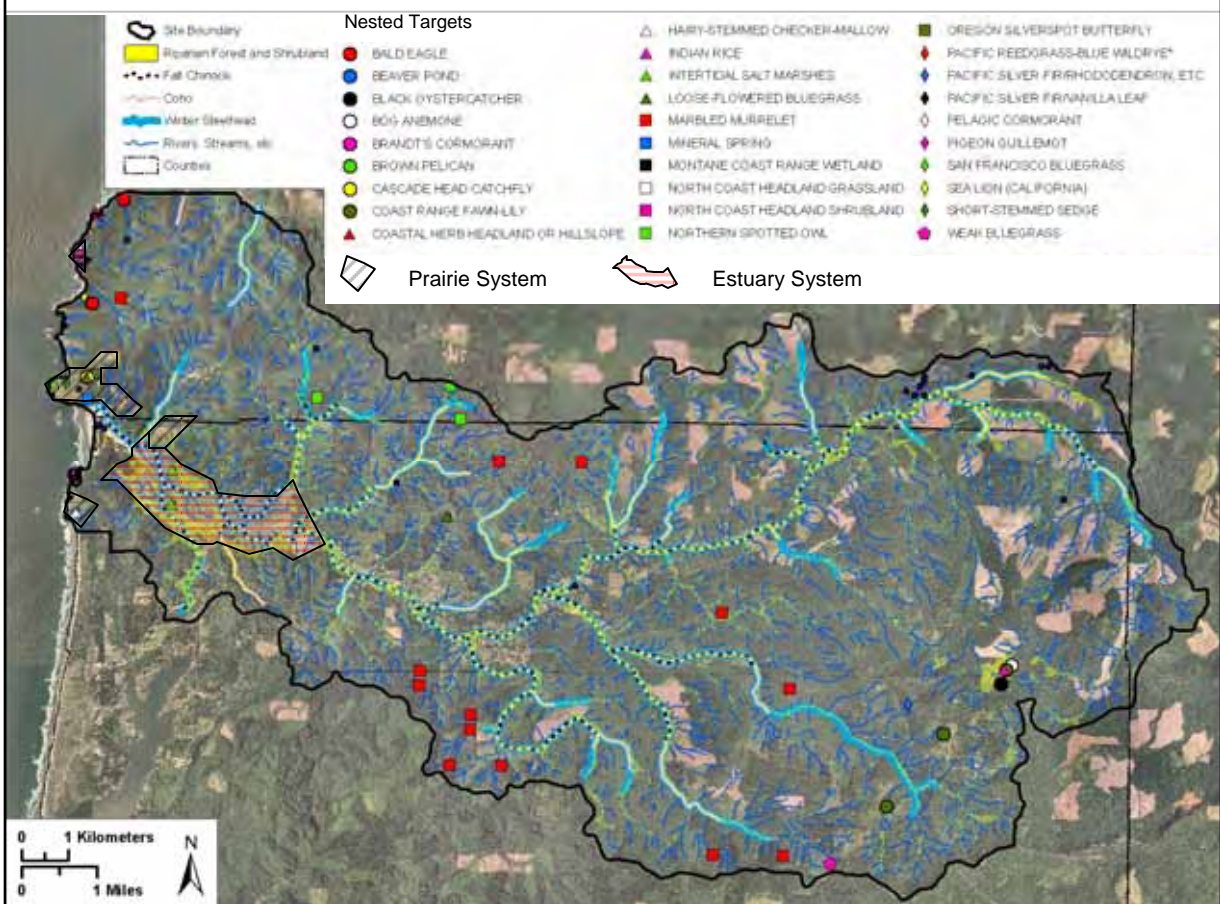 Nested Targets
Site Boundary
Riparian Forest and Shrubland
Fall Chinook
Coho
Winter Steelhead
Rivers, Streams, etc
Counties
BALD EAGLE
BEAVER POND
BLACK OYSTERCATCHER
BOG ANEMONE
BRANDT'S CORMORANT
BROWN PELICAN
CASCADE HEAD CATCHFLY
COAST RANGE FAWN-LILY
COASTAL HERB HEADLAND OR HILLSLOPE
HAIRY-STEMMED CHECKER-MALLOW
INDIAN RICE
INTERTIDAL SALT MARSHES
LOOSE-FLOWERED BLUEGRASS
MARBLED MURRELET
MINERAL SPRING
MONTANE COAST RANGE WETLAND
NORTH COAST HEADLAND GRASSLAND
NORTH COAST HEADLAND SHRUBLAND
NORTHERN SPOTTED OWL
OREGON SILVERSPOT BUTTERFLY
PACIFIC REEDGRASS-BLUE WILDRYE*
PACIFIC SILVER FIR/RHODODENDRON, ETC
PACIFIC SILVER FIR/VANILLA LEAF
PELAGIC CORMORANT
PIGEON GUILLEMOT
SAN FRANCISCO BLUEGRASS
SEA LION (CALIFORNIA)
SHORT-STEMMED SEDGE
WEAK BLUEGRASS
Prairie System
Estuary System
0 1 Kilometers
0 1 Miles
N